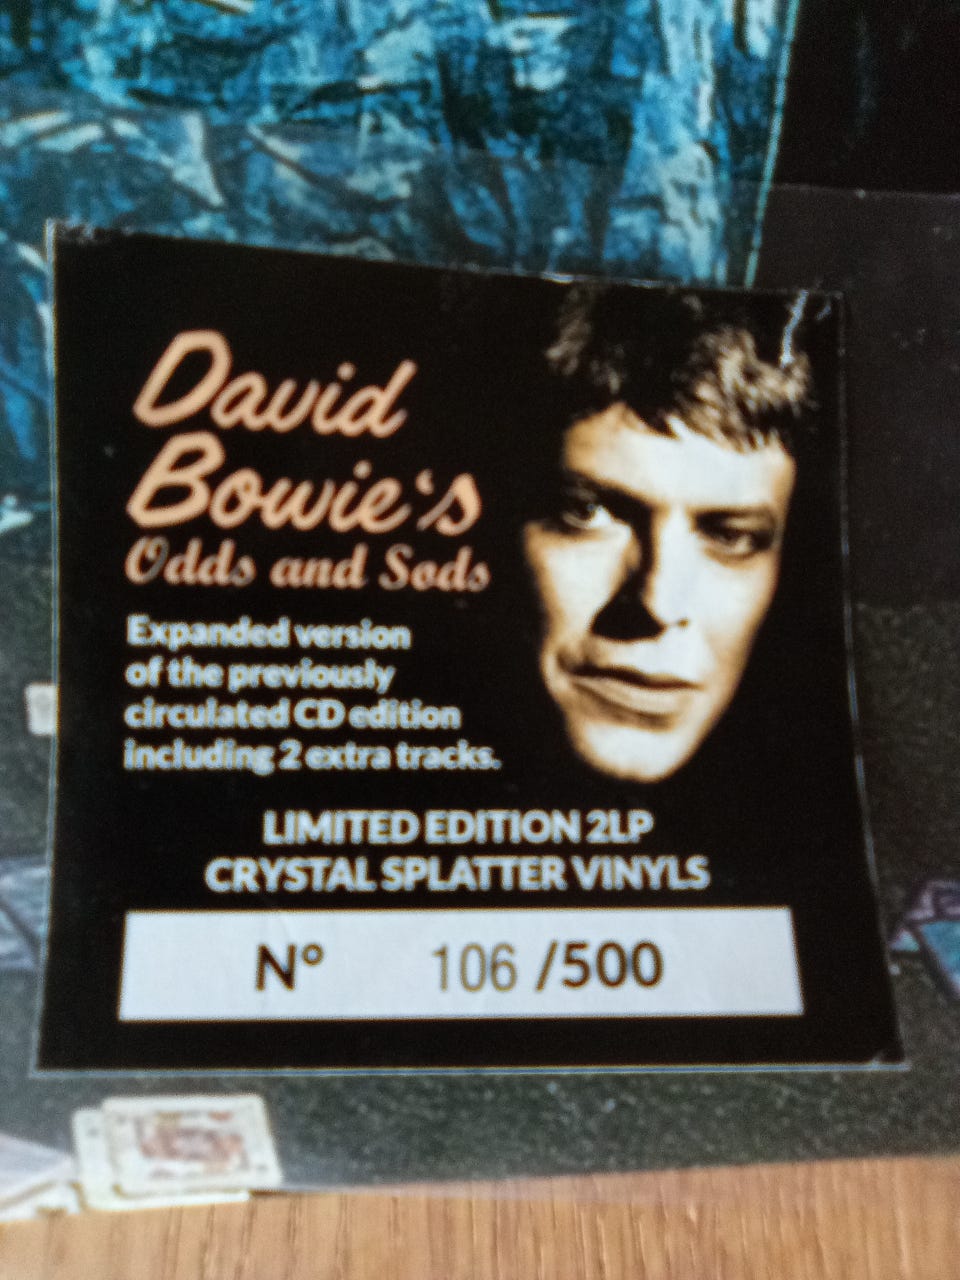 David
Bowie‘s
Odds and Sods
Expanded version
of the previously
circulated CD edition
including 2 extra tracks.
LIMITED EDITION 2LP
CRYSTAL SPLATTER VINYLS
N° 106 /500